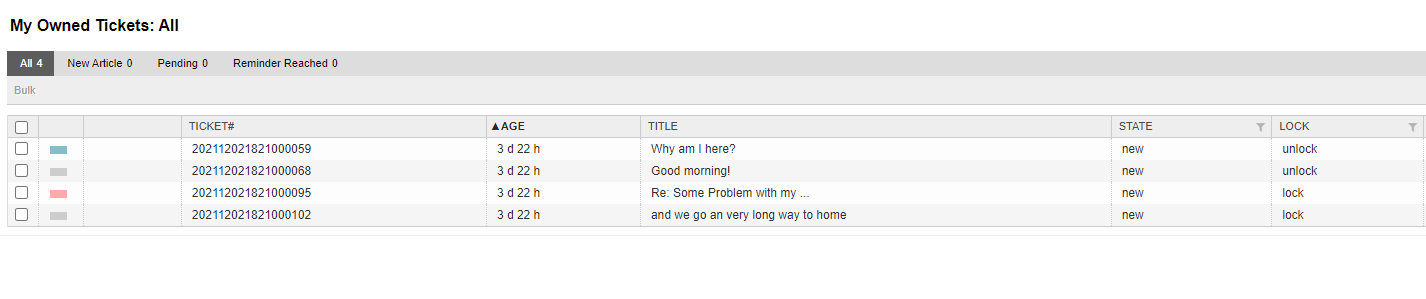 My Owned Tickets: All
All 4 New Article 0 Pending 0 Reminder Reached 0
Bulk
TICKET# ▲AGE TITLE STATE LOCK
202112021821000059 3 d 22 h Why am I here? new unlock
202112021821000068 3 d 22 h Good morning! new unlock
202112021821000095 3 d 22 h Re: Some Problem with my ... new lock
202112021821000102 3 d 22 h and we go an very long way to home new lock